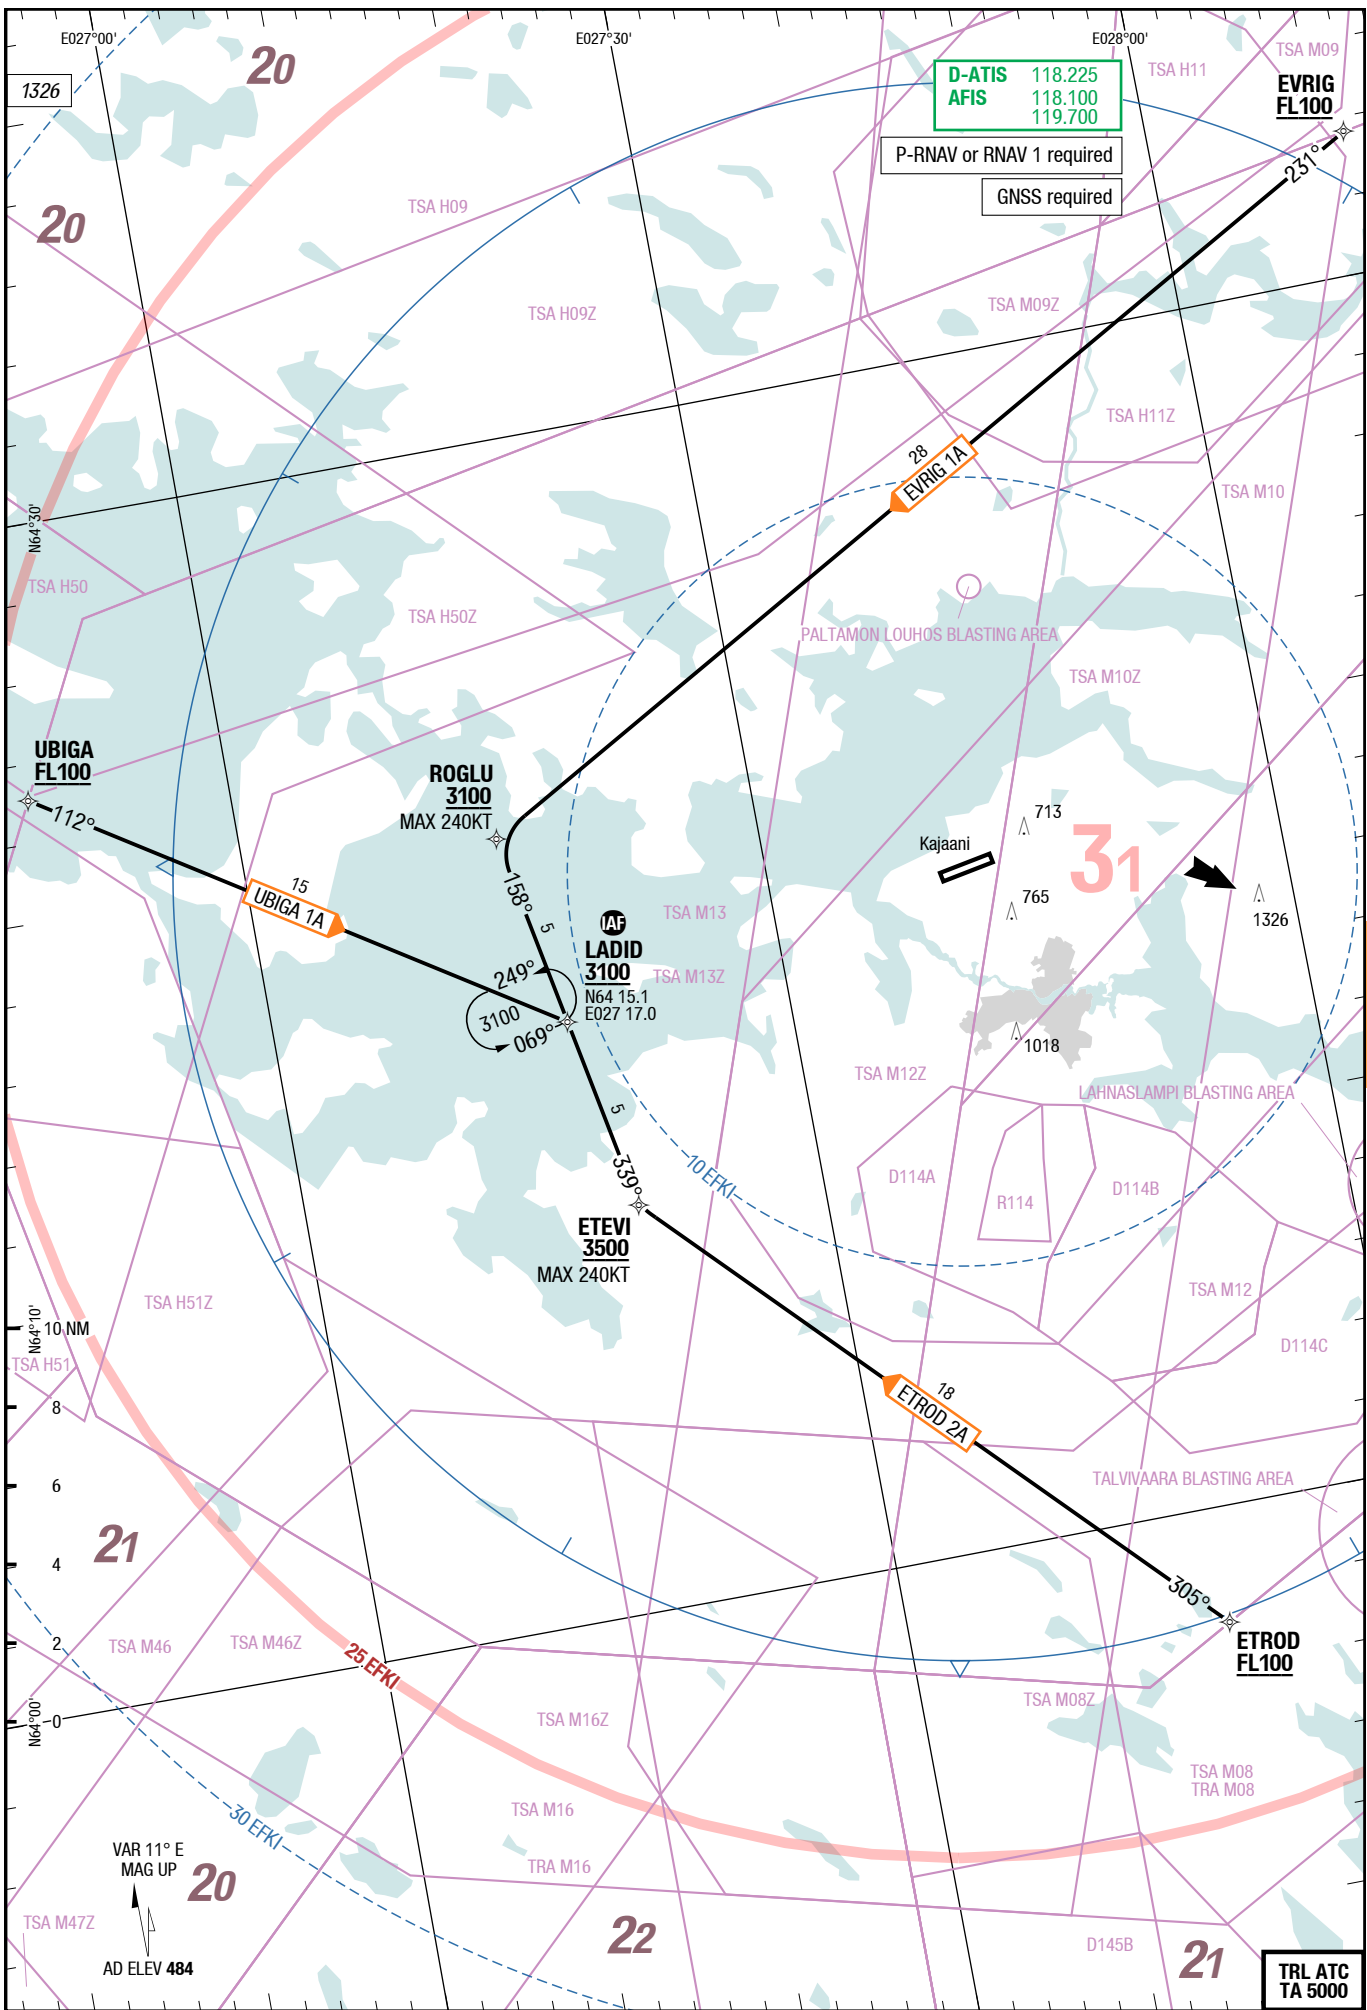 E027°00'
E027°30'
E028°00'
TSA M09
20
1326
D-ATIS 118.225
AFIS 118.100
119.700
TSA H11
EVRIG
FL100
P-RNAV or RNAV 1 required
231°
GNSS required
TSA H09
20
TSA H09Z
TSA M09Z
TSA H11Z
28
EVRIG 1A
TSA M10
N64°30'
TSA H50
TSA H50Z
PALTAMON LOUHOS BLASTING AREA
TSA M10Z
UBIGA
FL100
112°
ROGLU
3100
MAX 240KT
713
Kajaani
31
15
UBIGA 1A
158°
5
765
1326
IAF
LADID
3100
N64 15.1
E027 17.0
TSA M13
TSA M13Z
249°
3100
069°
1018
TSA M12Z
LAHNASLAMPI BLASTING AREA
5
339°
10 EFKI
D114A
R114
D114B
ETEVI
3500
MAX 240KT
TSA M12
TSA H51Z
N64°10'
10 NM
TSA H51
D114C
18
ETROD 2A
8
6
TALVIVAARA BLASTING AREA
21
4
305°
2
TSA M46
TSA M46Z
25 EFKI
ETROD
FL100
N64°00'
0
TSA M16Z
TSA M08Z
TSA M08
TRA M08
TSA M16
30 EFKI
VAR 11° E
MAG UP
20
TRA M16
TSA M47Z
22
D145B
21
AD ELEV 484
TRL ATC
TA 5000